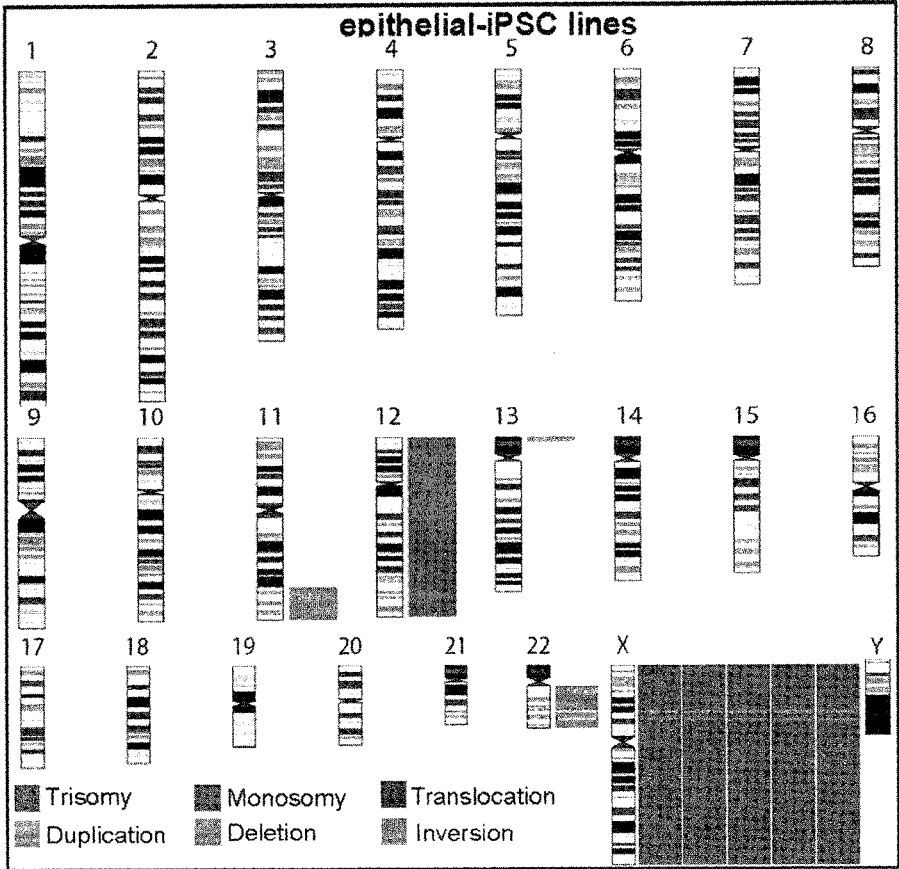 epithelial-iPSC lines
1 2 3 4 5 6 7 8
9 10 11 12 13 14 15 16
17 18 19 20 21 22 X Y
Trisomy Monosomy Translocation
Duplication Deletion Inversion